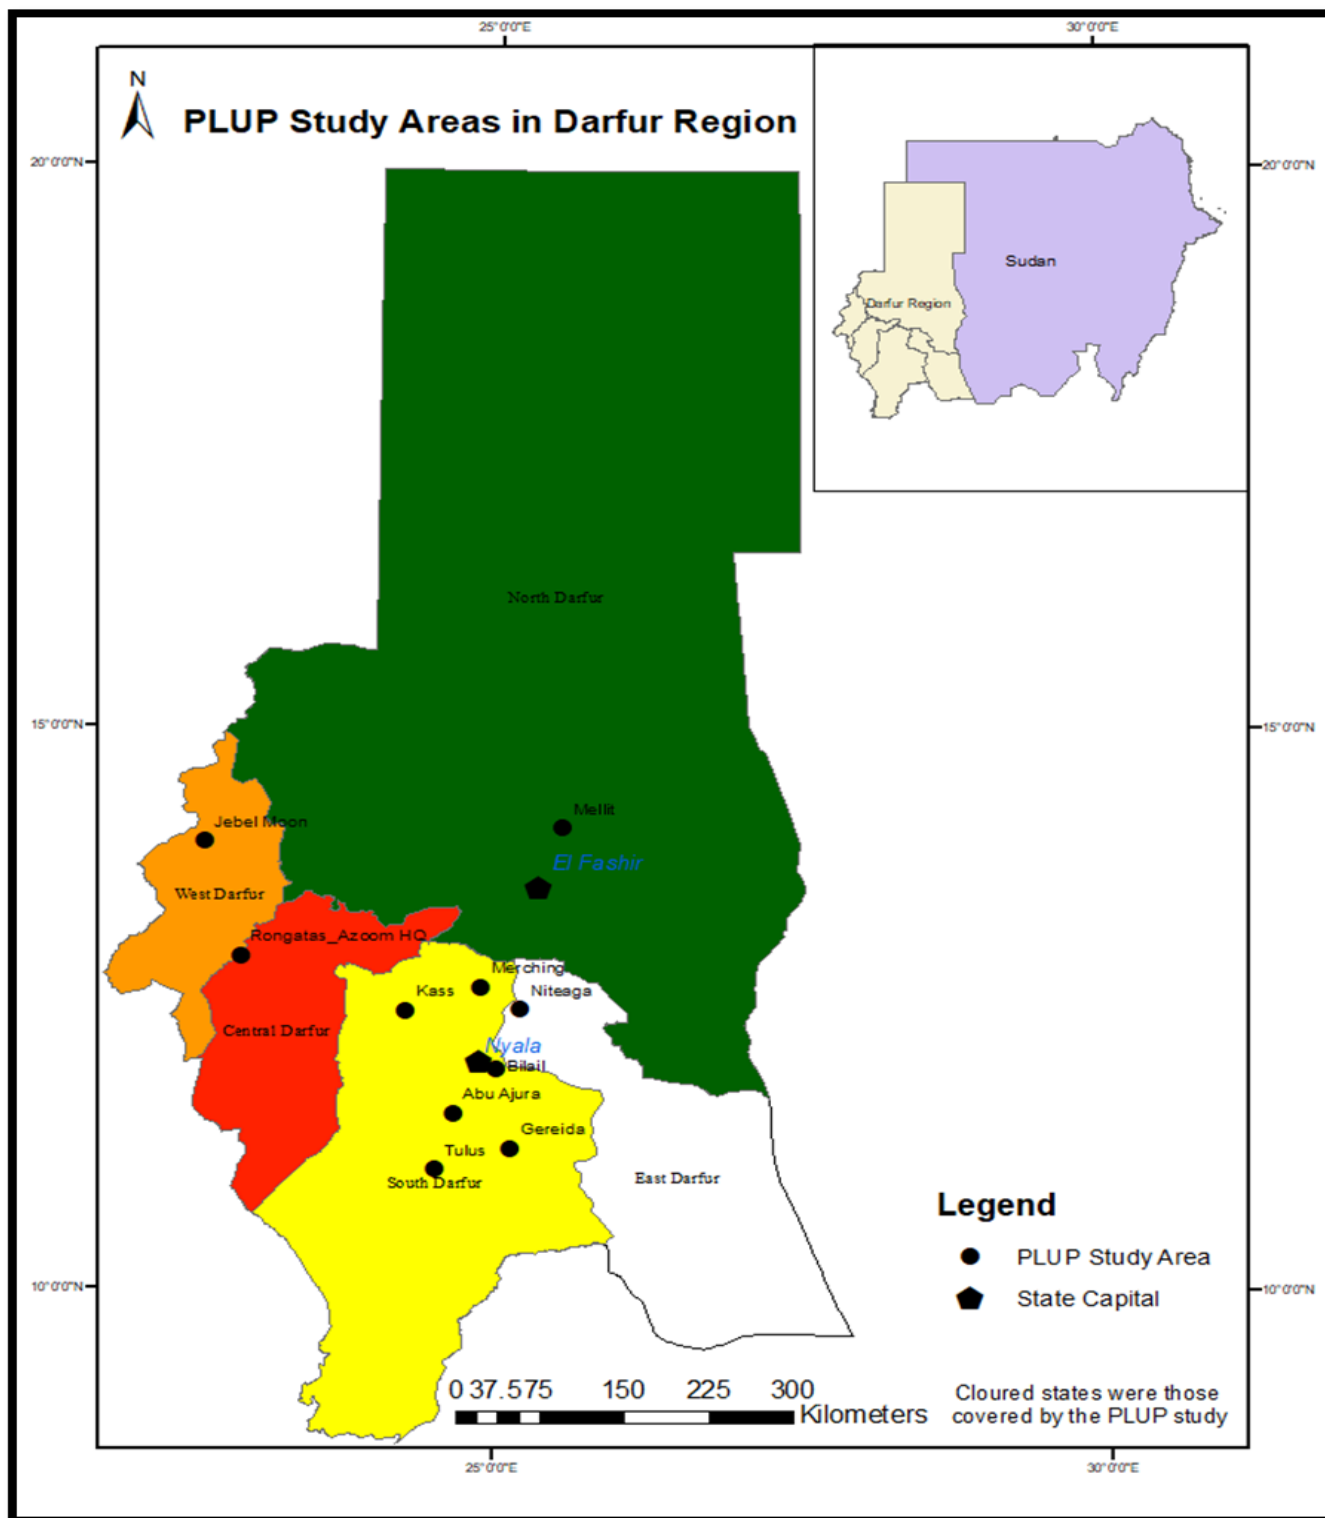 25°0'0"E
30°0'0"E
N
PLUP Study Areas in Darfur Region
20°0'0"N
20°0'0"N
Sudan
Darfur Region
North Darfur
15°0'0"N
15°0'0"N
Mellit
Jebel Moon
El Fashir
West Darfur
Rongatas_Azoom HQ
Merching
Kass
Niteaga
Central Darfur
Nyala
Bilail
Abu Ajura
Gereida
Tulus
South Darfur
East Darfur
Legend
PLUP Study Area
State Capital
10°0'0"N
10°0'0"N
0 37.575 150 225 300
Kilometers
Cloured states were those
covered by the PLUP study
25°0'0"E
30°0'0"E